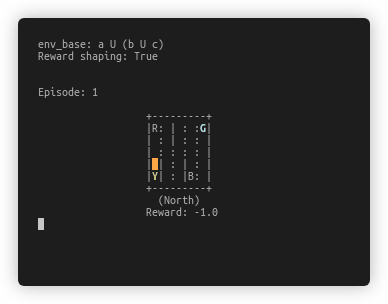 env_base: a U (b U c)
Reward shaping: True
Episode: 1
+---------+
|R: | : :G|
| : | : : |
| : : : : |
| | : | : |
|Y| : |B: |
+---------+
(North)
Reward: -1.0